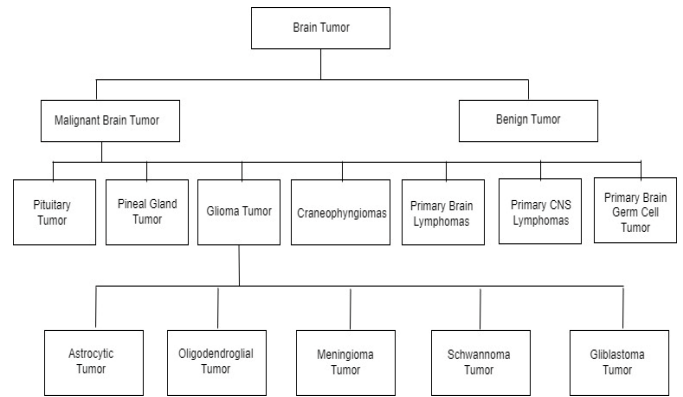 Brain Tumor
Malignant Brain Tumor
Benign Tumor
Pituitary
Tumor
Pineal Gland
Tumor
Glioma Tumor
Craneophyngiomas
Primary Brain
Lymphomas
Primary CNS
Lymphomas
Primary Brain
Germ Cell
Tumor
Astrocytic
Tumor
Oligodendroglial
Tumor
Meningioma
Tumor
Schwannoma
Tumor
Gliblastoma
Tumor